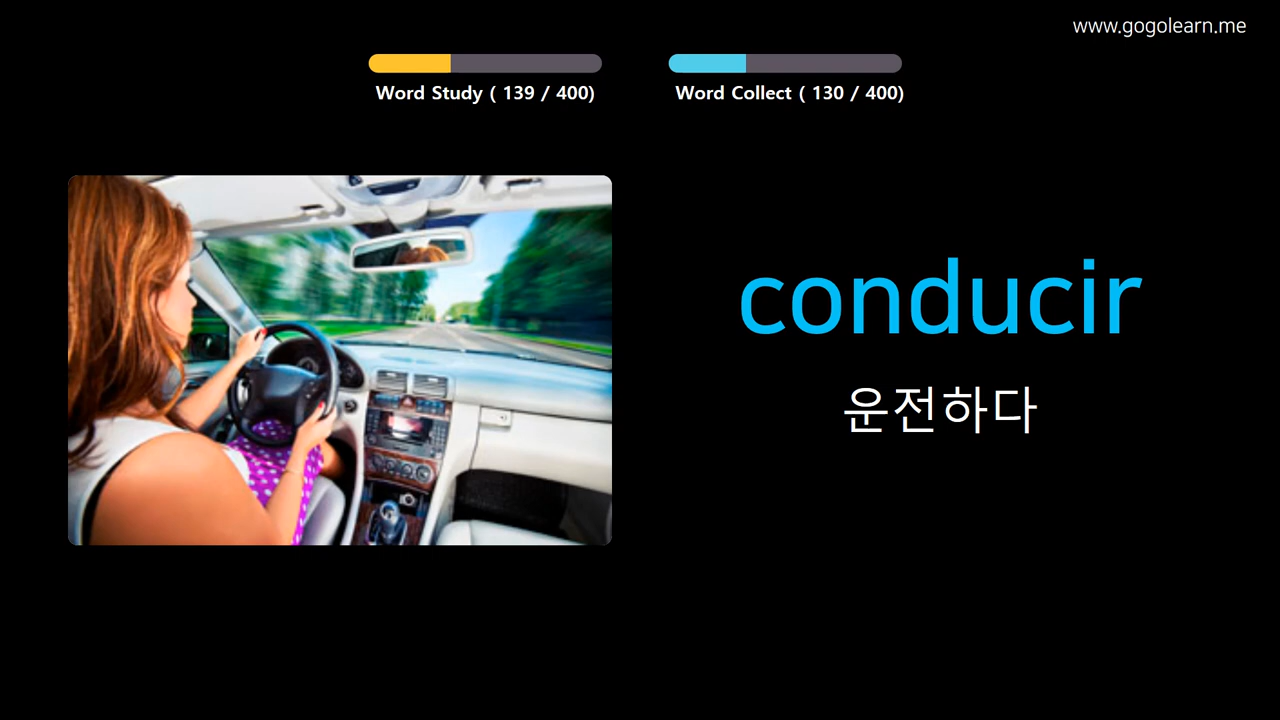 www.gogolearn.me
Word Study ( 139 / 400)
Word Collect ( 130 / 400)
conducir
운전하다